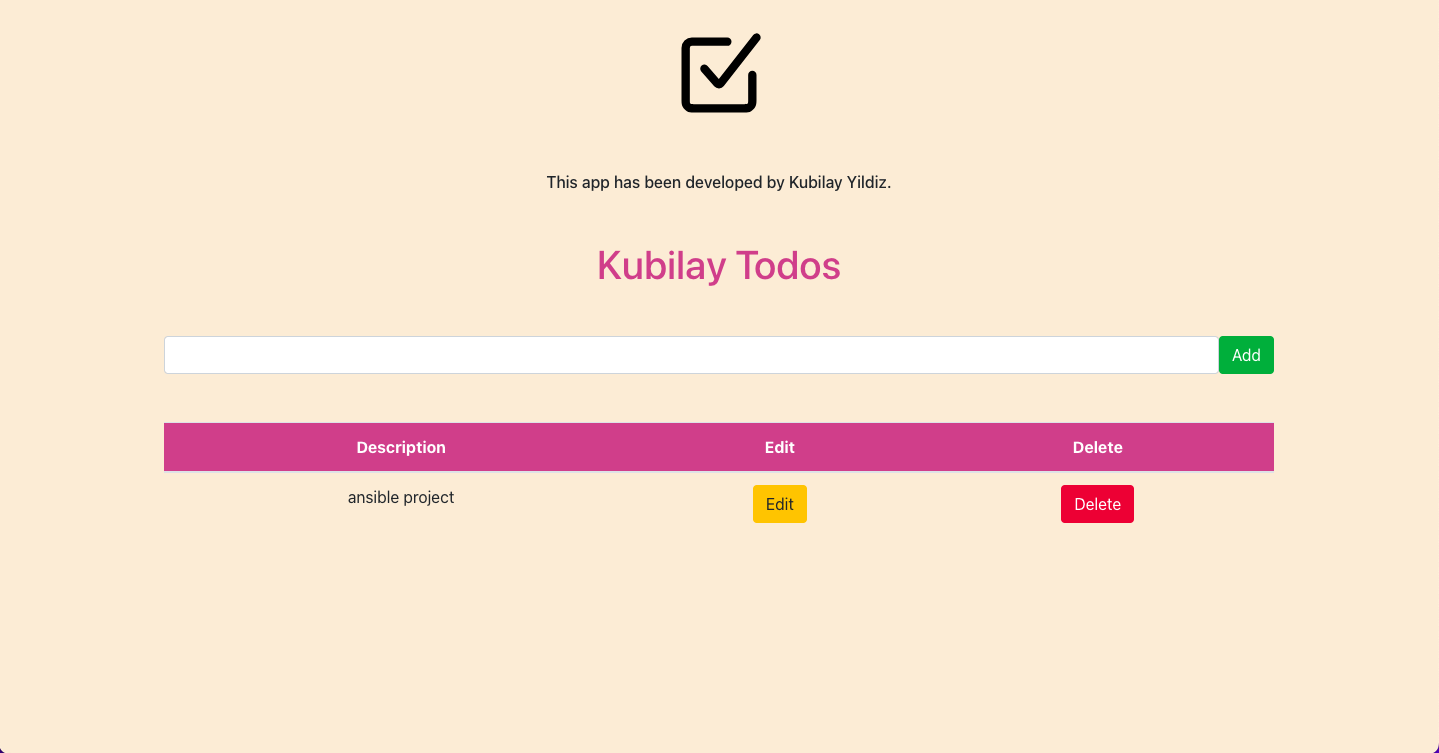 This app has been developed by Kubilay Yildiz.
Kubilay Todos
Add
Description Edit Delete
ansible project Edit Delete